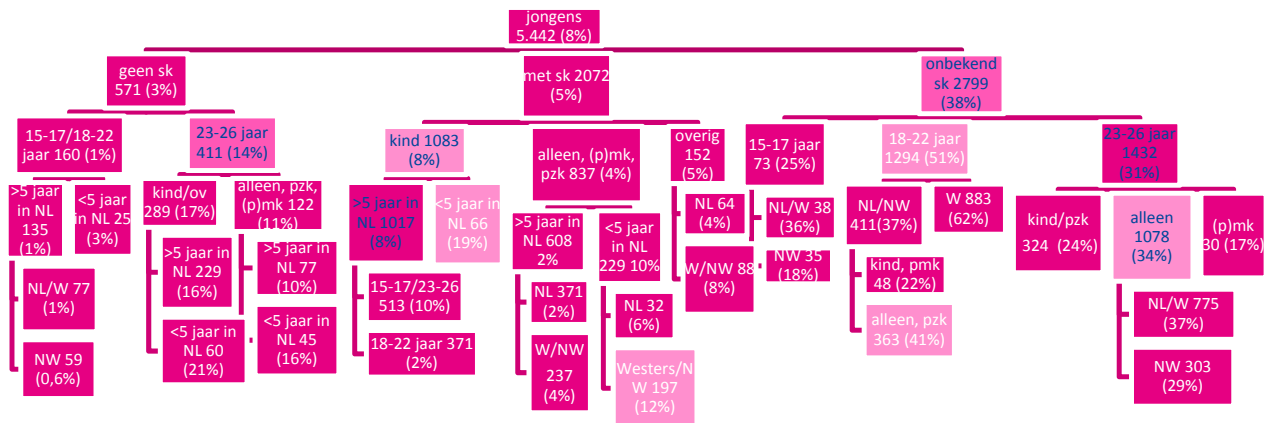 jongens
5.442 (8%)
geen sk
571 (3%)
met sk 2072
(5%)
onbekend
sk 2799
(38%)
15-17/18-22
jaar 160 (1%)
23-26 jaar
411 (14%)
kind 1083
(8%)
alleen, (p)mk,
pzk 837 (4%)
overig
152
(5%)
15-17 jaar
73 (25%)
18-22 jaar
1294 (51%)
23-26 jaar
1432
(31%)
>5 jaar
in NL
135
(1%)
<5 jaar
in NL 25
(3%)
kind/ov
289 (17%)
alleen, pzk,
(p)mk 122
(11%)
>5 jaar in
NL 1017
(8%)
<5 jaar in
NL 66
(19%)
>5 jaar in
NL 608
2%
<5 jaar
in NL
229 10%
NL 64
(4%)
W/NW 88
(8%)
NL/W 38
(36%)
NW 35
(18%)
NL/NW
411(37%)
W 883
(62%)
kind/pzk
324 (24%)
alleen
1078
(34%)
(p)mk
30 (17%)
NL/W 77
(1%)
NW 59
(0,6%)
>5 jaar in
NL 229
(16%)
<5 jaar in
NL 60
(21%)
>5 jaar in
NL 77
(10%)
<5 jaar in
NL 45
(16%)
15-17/23-26
513 (10%)
18-22 jaar 371
(2%)
NL 371
(2%)
W/NW
237
(4%)
NL 32
(6%)
Westers/N
W 197
(12%)
kind, pmk
48 (22%)
alleen, pzk
363 (41%)
NL/W 775
(37%)
NW 303
(29%)